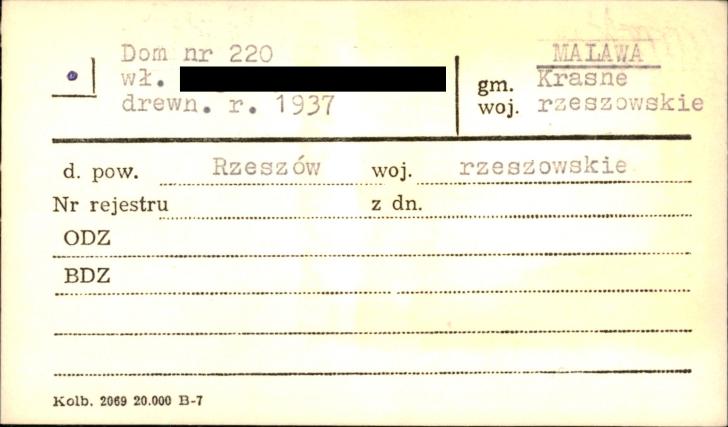 Dom nr 220
wł.
drewn. r. 1937
MALAWA
gm. Krasne
woj. rzeszowskie
d. pow. Rzeszów woj. rzeszowskie
Nr rejestru z dn.
ODZ
BDZ
Kolb. 2069 20.000 B-7